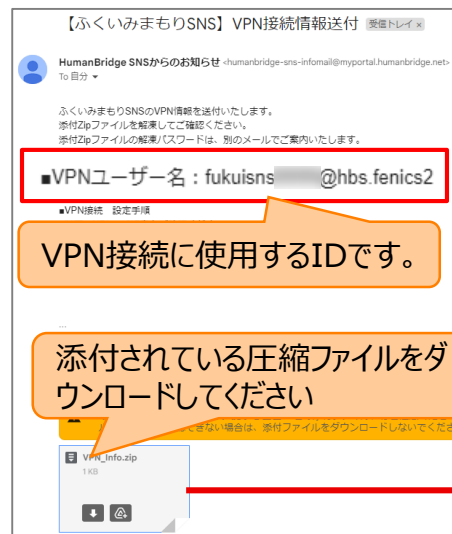 【ふくいみまもりSNS】VPN接続情報送付 受信トレイ ×
HumanBridge SNSからのお知らせ <humanbridge-sns-infomail@myportal.humanbridge.net>
To 自分
ふくいみまもりSNSのVPN情報を送付いたします。
添付Zipファイルを解凍してご確認ください。
添付Zipファイルの解凍パスワードは、別のメールでご案内いたします。
■VPNユーザー名：fukuisns @hbs.fenics2
■VPN接続 設定手順
VPN接続に使用するIDです。
...
添付されている圧縮ファイルをダ
ウンロードしてください
できない場合は、添付ファイルをダウンロードしないでくだ
VPN_Info.zip
1 KB